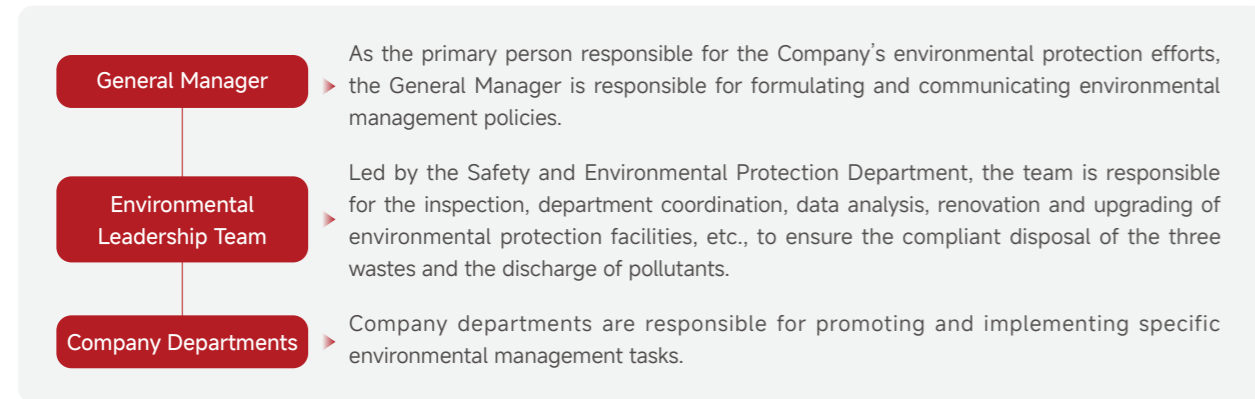 General Manager
As the primary person responsible for the Company's environmental protection efforts,
the General Manager is responsible for formulating and communicating environmental
management policies.
Environmental
Leadership Team
Led by the Safety and Environmental Protection Department, the team is responsible
for the inspection, department coordination, data analysis, renovation and upgrading of
environmental protection facilities, etc., to ensure the compliant disposal of the three
wastes and the discharge of pollutants.
Company Departments
Company departments are responsible for promoting and implementing specific
environmental management tasks.